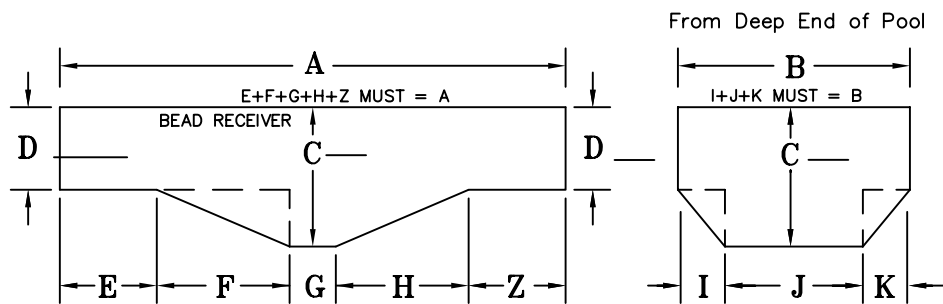 From Deep End of Pool
A
B
E+F+G+H+Z MUST = A
I+J+K MUST = B
BEAD RECEIVER
D
C
D
C
E
F
G
H
Z
I
J
K